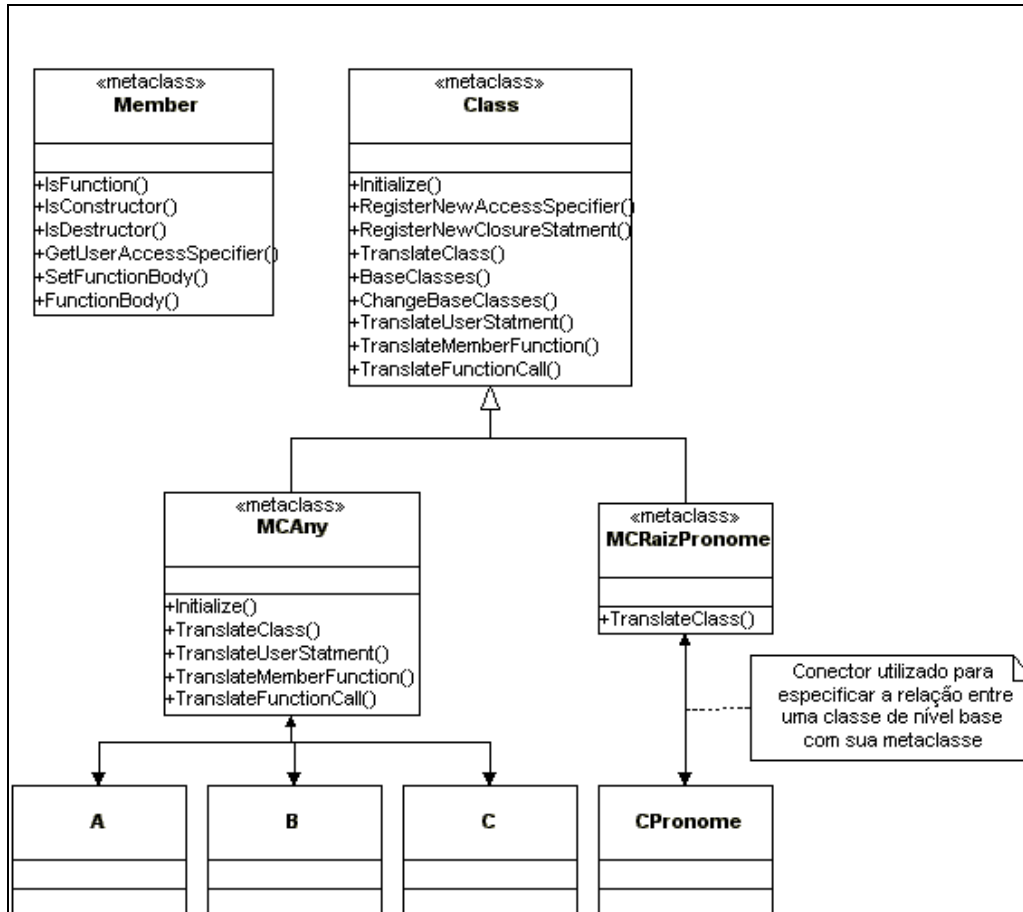 «metaclass»
Member
+IsFunction()
+IsConstructor()
+IsDestructor()
+GetUserAccessSpecifier()
+SetFunctionBody()
+FunctionBody()
«metaclass»
Class
+Initialize()
+RegisterNewAccessSpecifier()
+RegisterNewClosureStatment()
+TranslateClass()
+BaseClasses()
+ChangeBaseClasses()
+TranslateUserStatment()
+TranslateMemberFunction()
+TranslateFunctionCall()
«metaclass»
MCAny
+Initialize()
+TranslateClass()
+TranslateUserStatment()
+TranslateMemberFunction()
+TranslateFunctionCall()
«metaclass»
MCRaizPronome
+TranslateClass()
Conector utilizado para
especificar a relação entre
uma classe de nível base
com sua metaclasse
A
B
C
CPronome